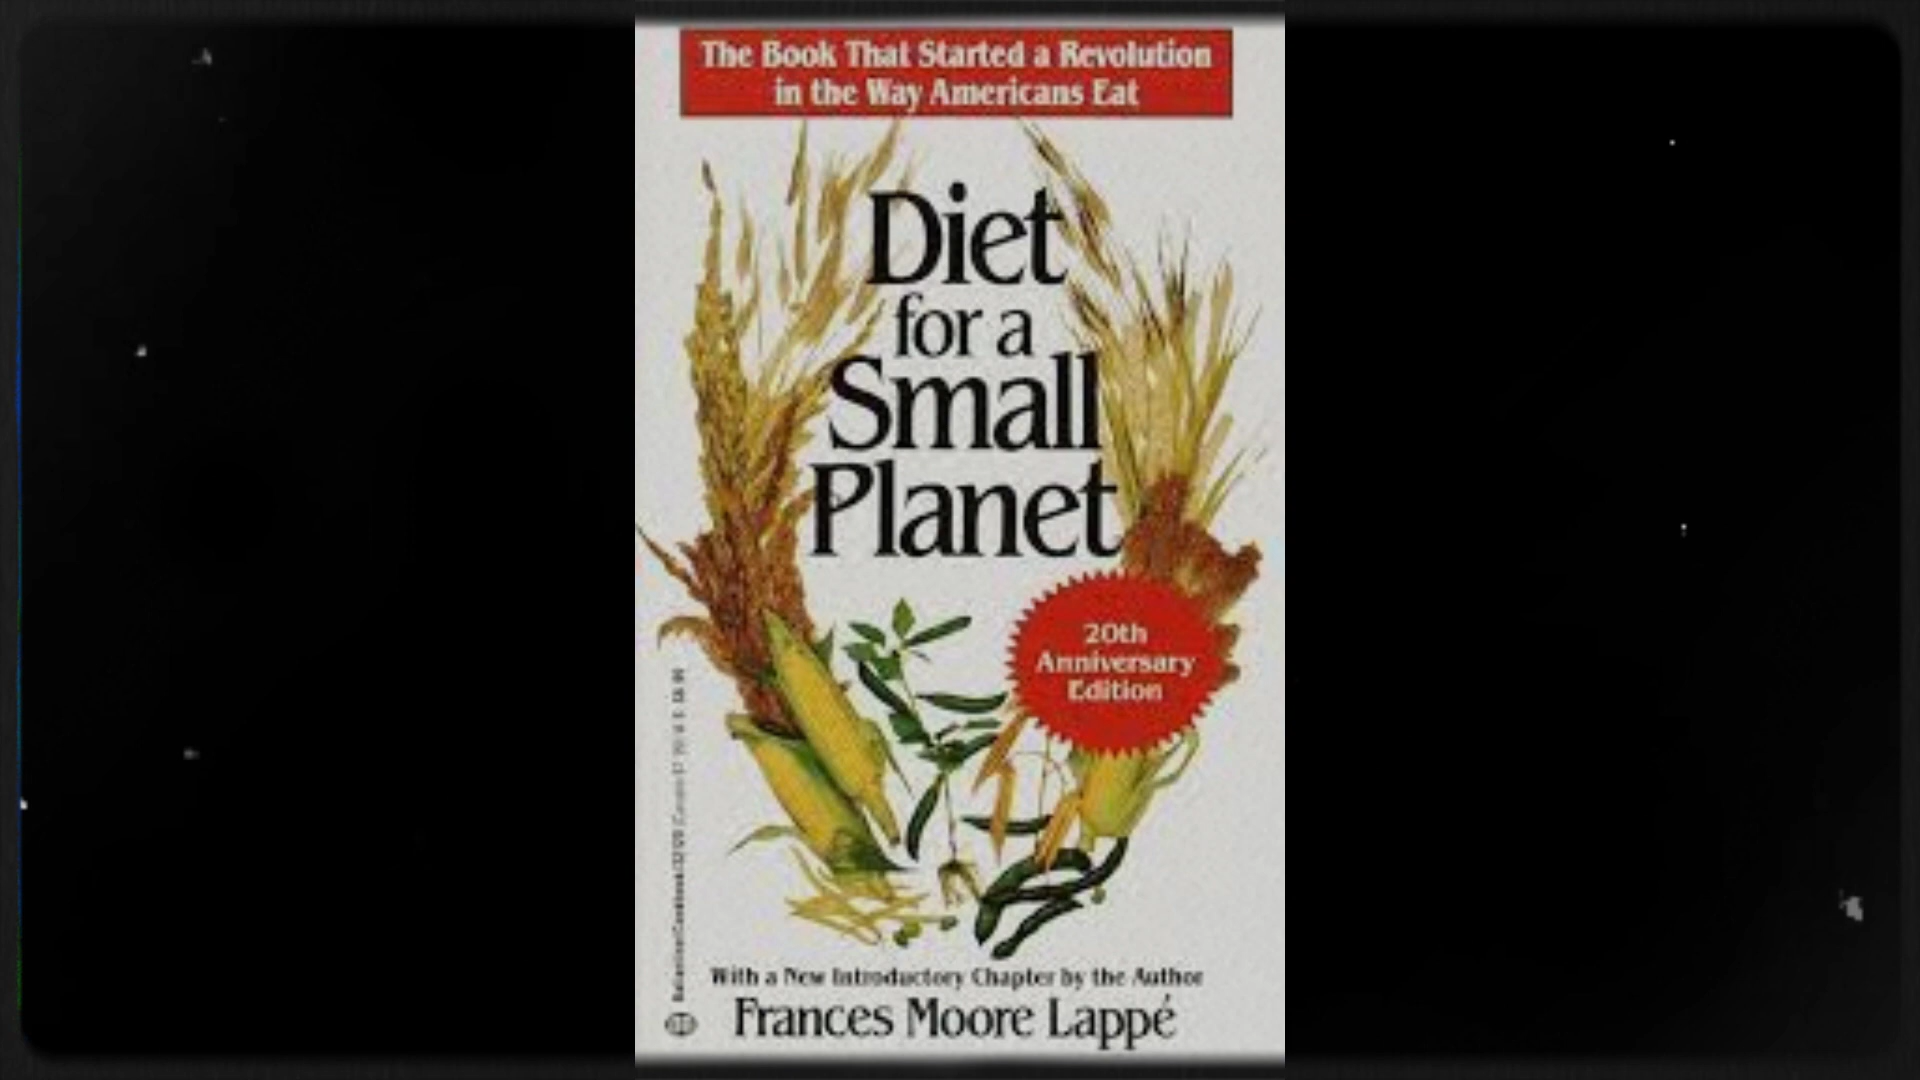 The Book That Started a Revolution
in the Way Americans Eat
Diet
for a
Small
Planet
20th
Anniversary
Edition
With a New Introductory Chapter by the Author
Frances Moore Lappé